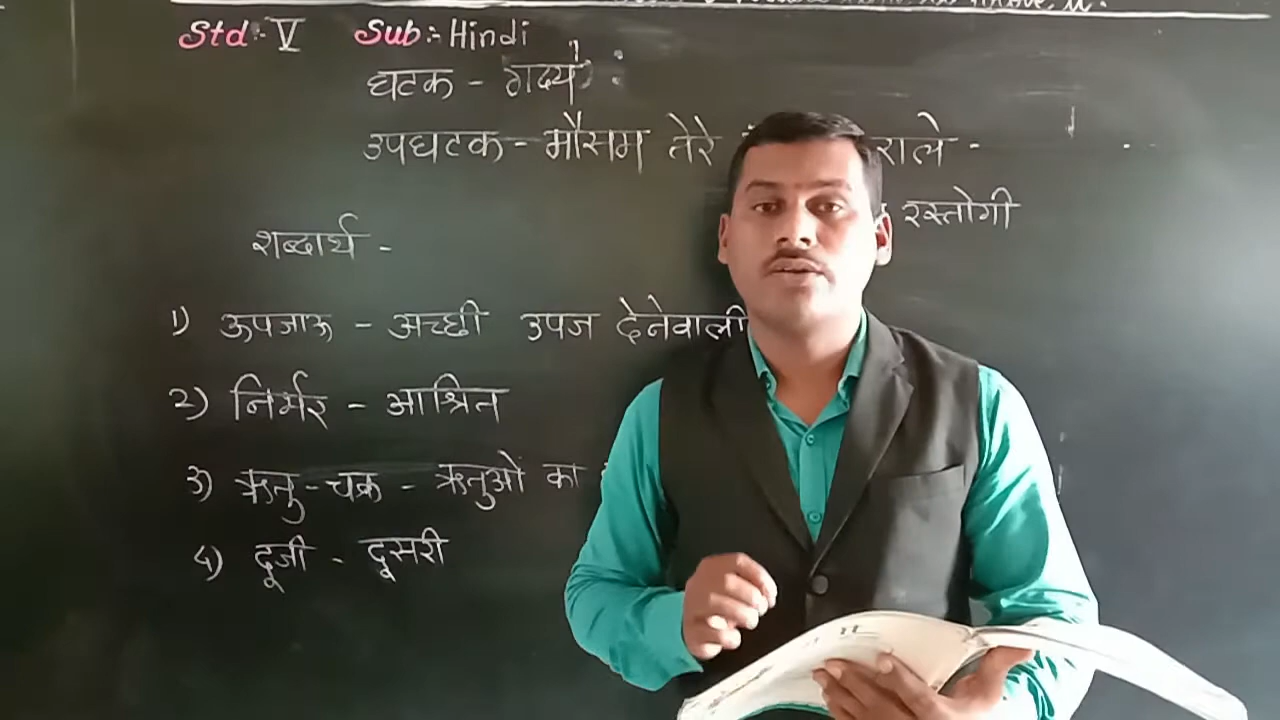 Std:- V Sub:- Hindi
घटक - गद्य :
उपघटक - मौसम तेरे राले -
रस्तोगी
शब्दार्थ -
1) ऊपजाऊ - अच्छी उपज देनेवाली
2) निर्भर - आश्रित
3) ऋतु-चक्र - ऋतुओं का
4) दूजी - दूसरी